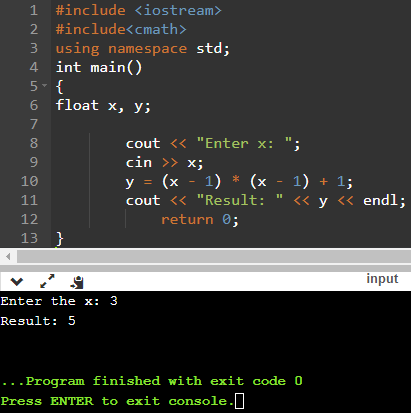 1 #include <iostream>
2 #include<cmath>
3 using namespace std;
4 int main()
5 {
6 float x, y;
7
8 cout << "Enter x: ";
9 cin >> x;
10 y = (x - 1) * (x - 1) + 1;
11 cout << "Result: " << y << endl;
12 return 0;
13 }
input
Enter the x: 3
Result: 5
...Program finished with exit code 0
Press ENTER to exit console.